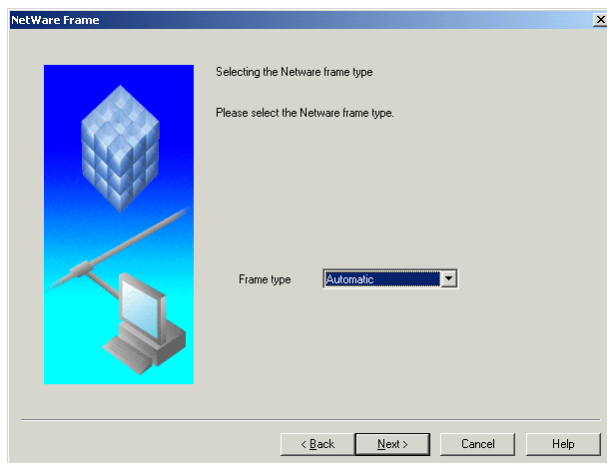 NetWare Frame
Selecting the Netware frame type
Please select the Netware frame type.
Frame type Automatic
< Back Next > Cancel Help